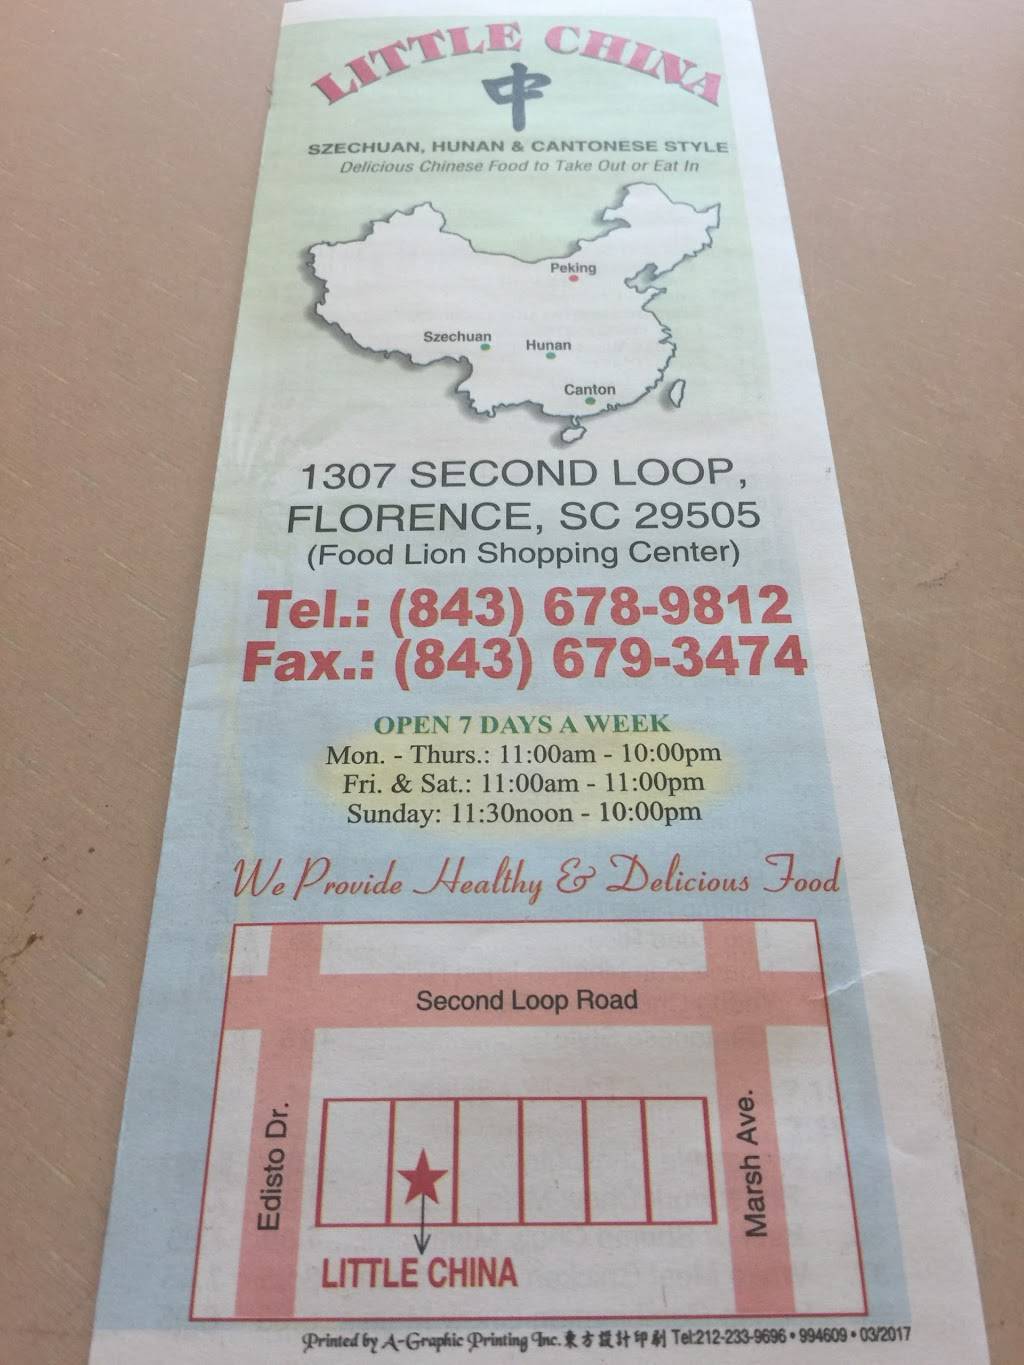 LITTLE CHINA
中
SZECHUAN, HUNAN & CANTONESE STYLE
Delicious Chinese Food to Take Out or Eat In
Peking
Szechuan
Hunan
Canton
1307 SECOND LOOP,
FLORENCE, SC 29505
(Food Lion Shopping Center)
Tel.: (843) 678-9812
Fax.: (843) 679-3474
OPEN 7 DAYS A WEEK
Mon. - Thurs.: 11:00am - 10:00pm
Fri. & Sat.: 11:00am - 11:00pm
Sunday: 11:30noon - 10:00pm
We Provide Healthy & Delicious Food
Second Loop Road
Edisto Dr.
Marsh Ave.
LITTLE CHINA
Printed by A-Graphic Printing Inc. 東方設計印刷 Tel:212-233-9696 • 994609 • 03/2017